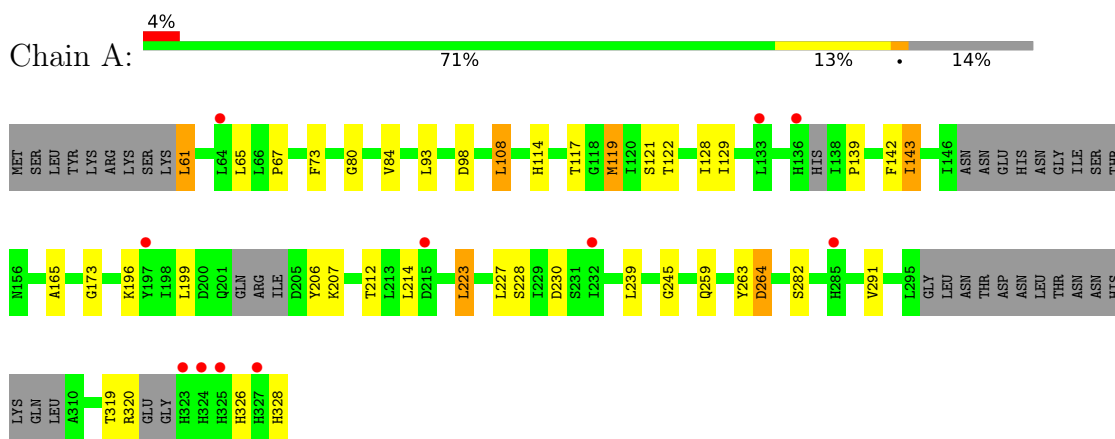 4%
Chain A:
71% 13% • 14%
MET SER LEU TYR LYS ARG LYS SER LYS L61 L64 L65 L66 P67 F73 G80 V84 L93 D98 L108 H114 T117 G118 M119 I120 S121 T122 I128 I129 L133 H136 HIS I138 P139 F142 I143 I146 ASN ASN GLU HIS ASN GLY ILE SER THR
N156 A165 G173 K196 Y197 I198 L199 D200 Q201 GLN ARG ILE D205 Y206 K207 T212 L213 L214 D215 L223 L227 S228 I229 D230 S231 I232 L239 G245 Q259 Y263 D264 S282 H285 V291 L295 GLY LEU ASN THR ASP ASN LEU THR ASN ASN HIS
LYS GLN LEU A310 T319 R320 GLU GLY H323 H324 H325 H326 H327 H328